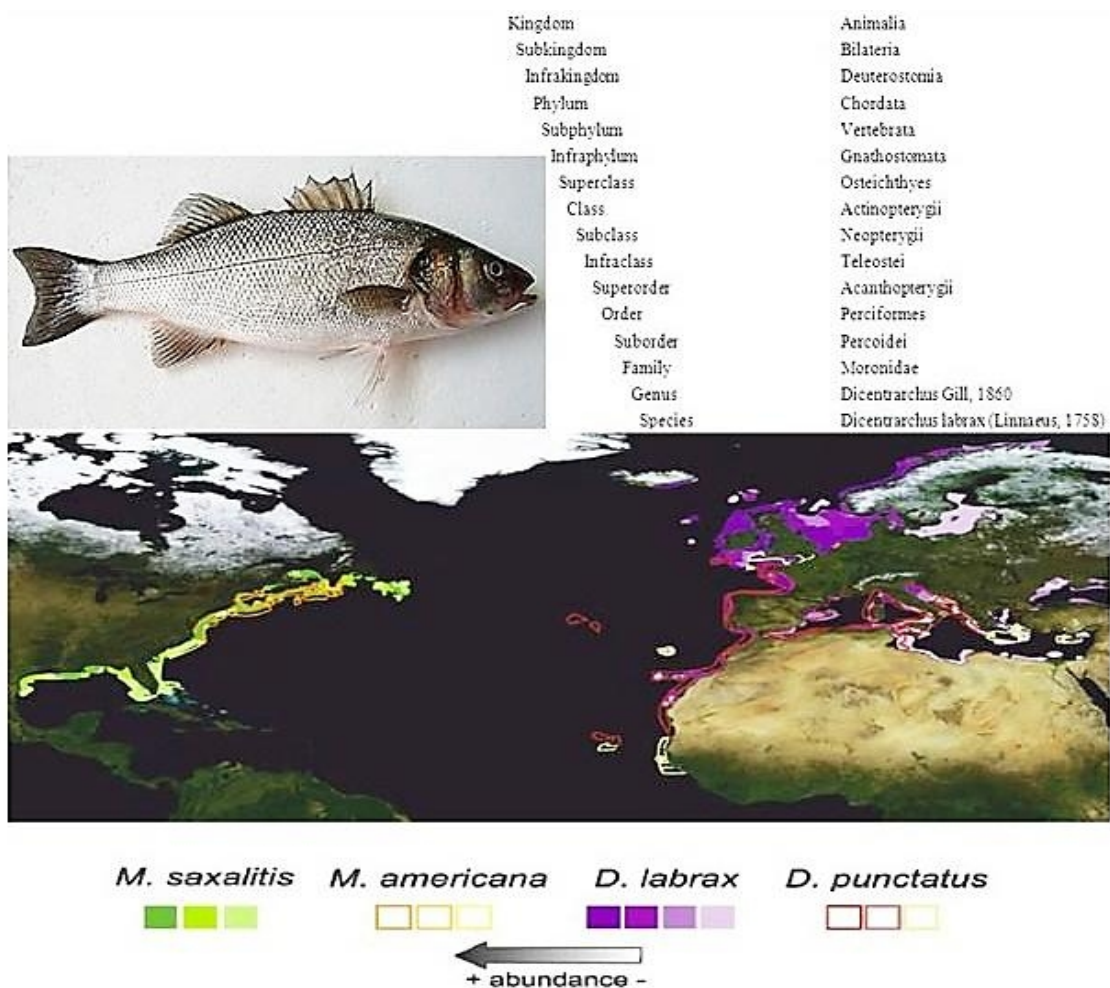 Kingdom Animalia
Subkingdom Bilateria
Infrakingdom Deuterostomia
Phylum Chordata
Subphylum Vertebrata
Infraphylum Gnathostomata
Superclass Osteichthyes
Class Actinopterygii
Subclass Neopterygii
Infraclass Teleostei
Superorder Acanthopterygii
Order Perciformes
Suborder Percoidei
Family Moronidae
Genus Dicentrarchus Gill, 1860
Species Dicentrarchus labrax (Linnaeus, 1758)
M. saxalitis M. americana D. labrax D. punctatus
+ abundance -